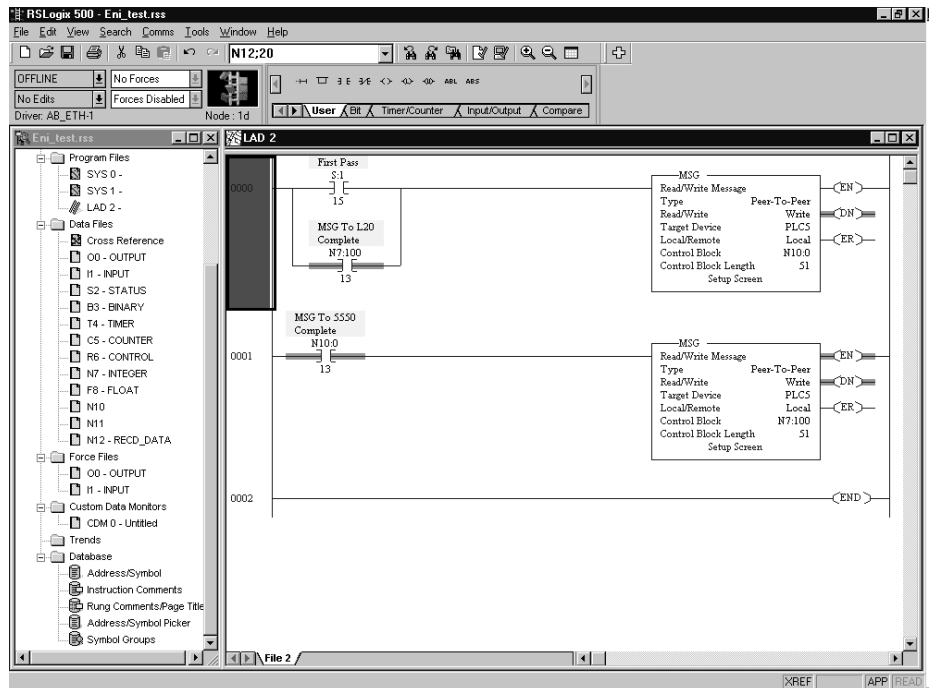 RSLogix 500 - Eni_test.rss
File Edit View Search Comms Tools Window Help
N12;20
OFFLINE
No Forces
No Edits
Forces Disabled
Driver: AB_ETH-1
Node : 1d
ABL ABS
User Bit Timer/Counter Input/Output Compare
Eni_test.rss
Program Files
SYS 0 -
SYS 1 -
LAD 2 -
Data Files
Cross Reference
O0 - OUTPUT
I1 - INPUT
S2 - STATUS
B3 - BINARY
T4 - TIMER
C5 - COUNTER
R6 - CONTROL
N7 - INTEGER
F8 - FLOAT
N10
N11
N12 - RECD_DATA
Force Files
O0 - OUTPUT
I1 - INPUT
Custom Data Monitors
CDM 0 - Untitled
Trends
Database
Address/Symbol
Instruction Comments
Rung Comments/Page Title
Address/Symbol Picker
Symbol Groups
LAD 2
0000
First Pass
S:1
15
MSG To L20
Complete
N7:100
13
MSG
Read/Write Message
Type Peer-To-Peer
Read/Write Write
Target Device PLC5
Local/Remote Local
Control Block N10:0
Control Block Length 51
Setup Screen
EN
DN
ER
0001
MSG To 5550
Complete
N10:0
13
MSG
Read/Write Message
Type Peer-To-Peer
Read/Write Write
Target Device PLC5
Local/Remote Local
Control Block N7:100
Control Block Length 51
Setup Screen
EN
DN
ER
0002
END
File 2
XREF
APP
READ